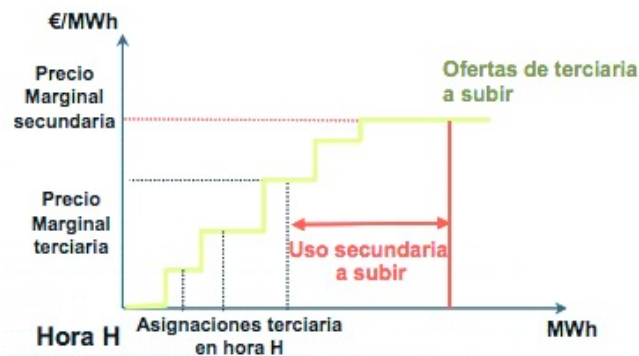 €/MWh
Precio
Marginal
secundaria
Ofertas de terciaria
a subir
Precio
Marginal
terciaria
Uso secundaria
a subir
Hora H
Asignaciones terciaria
en hora H
MWh